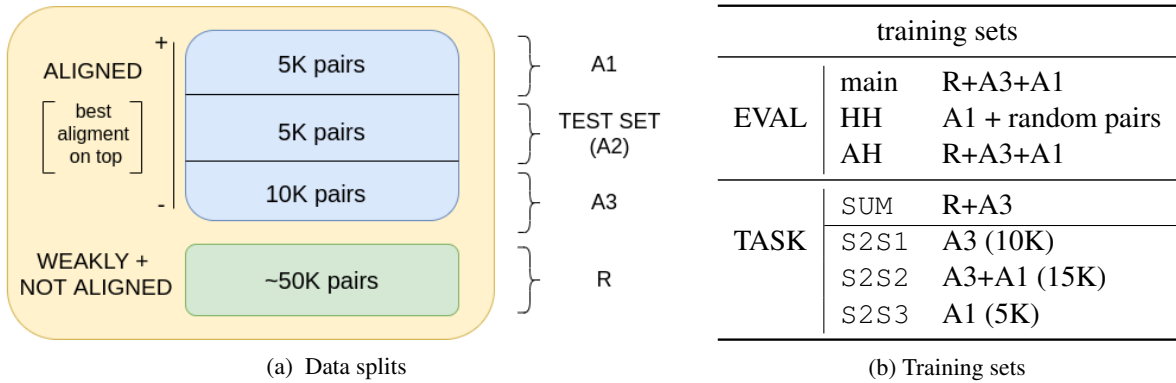 +
ALIGNED
best
aligment
on top
-
5K pairs
5K pairs
10K pairs
A1
TEST SET
(A2)
A3
WEAKLY +
NOT ALIGNED
~50K pairs
R
(a) Data splits
training sets
EVAL
main R+A3+A1
HH A1 + random pairs
AH R+A3+A1
TASK
SUM R+A3
S2S1 A3 (10K)
S2S2 A3+A1 (15K)
S2S3 A1 (5K)
(b) Training sets